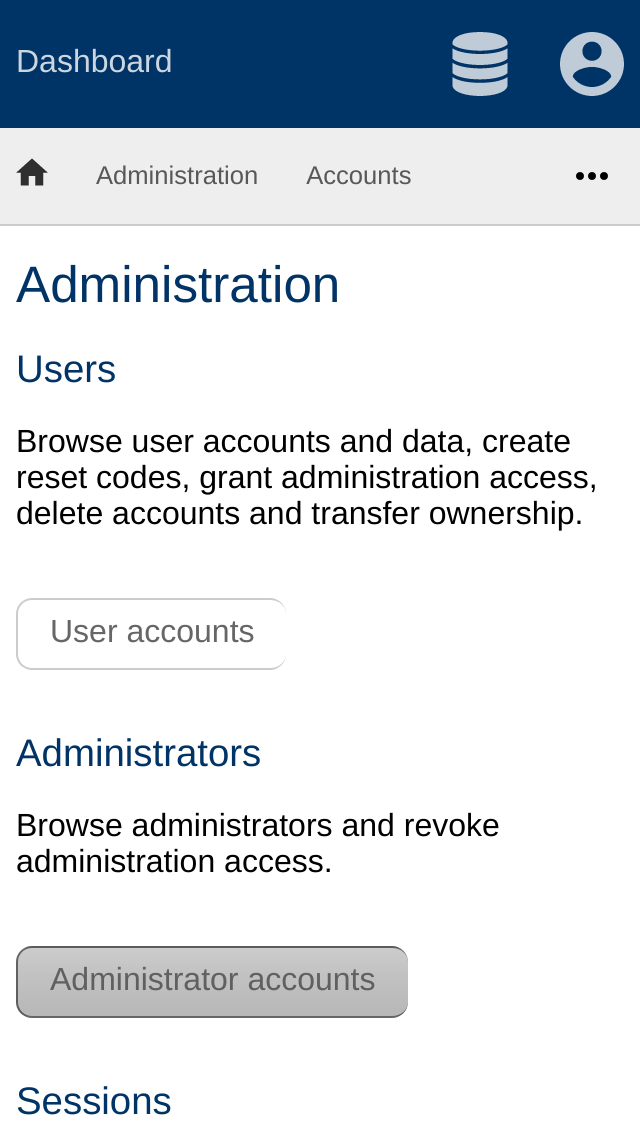 Dashboard
Administration Accounts
Administration
Users
Browse user accounts and data, create
reset codes, grant administration access,
delete accounts and transfer ownership.
User accounts
Administrators
Browse administrators and revoke
administration access.
Administrator accounts
Sessions